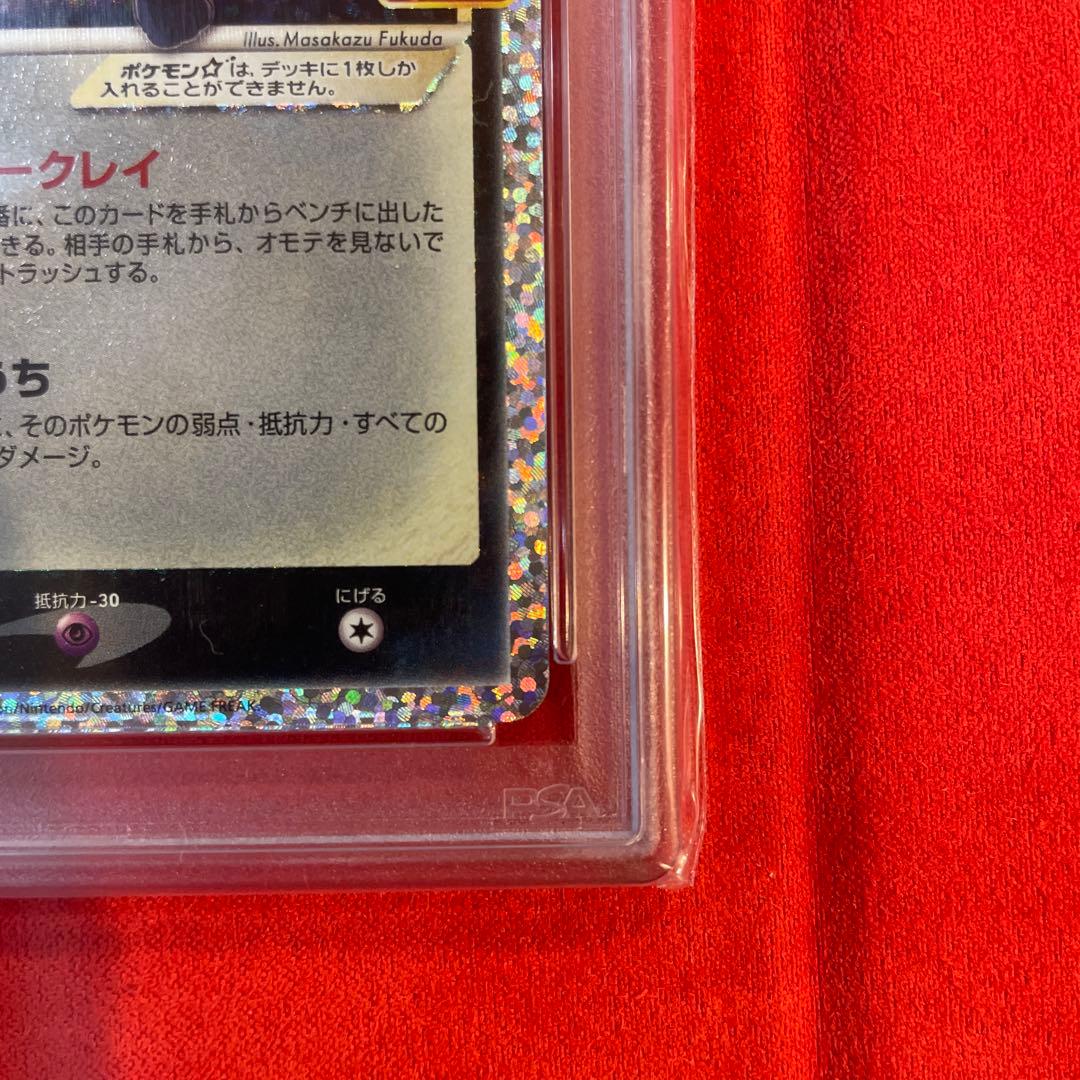 Illus. Masakazu Fukuda
ポケモン☆は、デッキに1枚しか
入れることができません。
ークレイ
番に、このカードを手札からベンチに出した
きる。相手の手札から、オモテを見ないで
トラッシュする。
うち
、そのポケモンの弱点・抵抗力・すべての
ダメージ。
抵抗力-30
にげる
/Nintendo/Creatures/GAME FREAK.
PSA